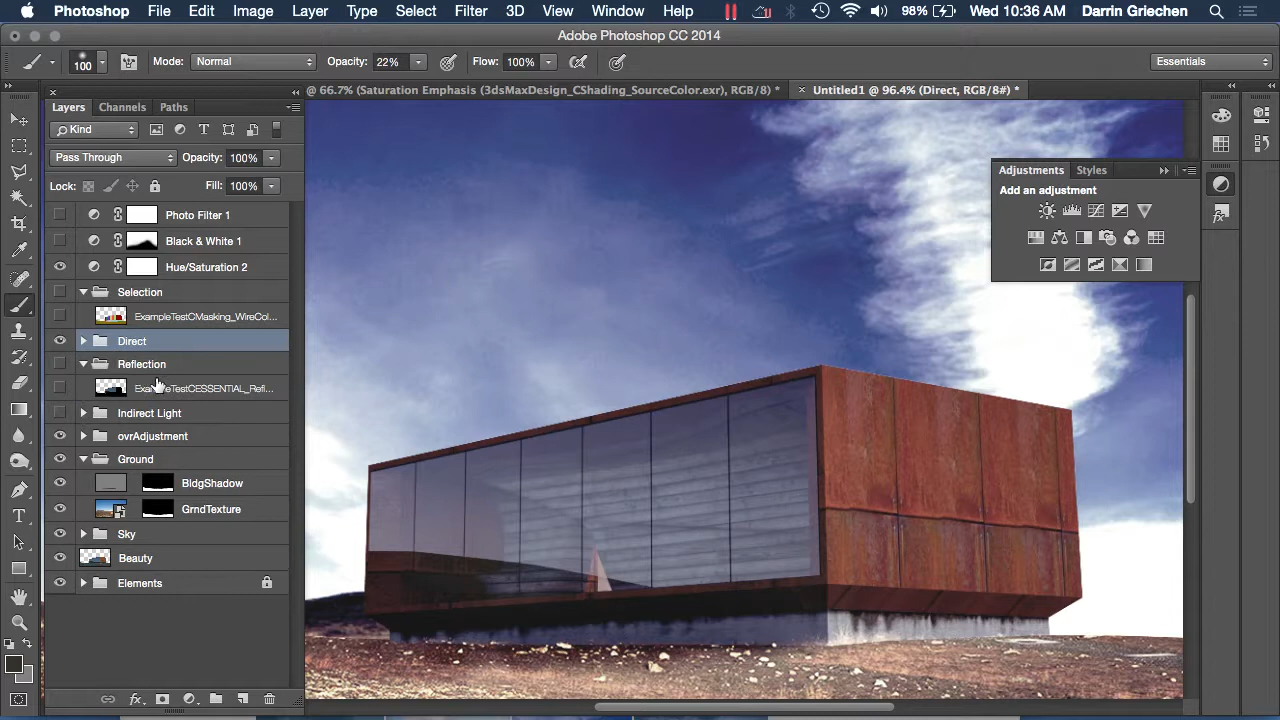 Photoshop File Edit Image Layer Type Select Filter 3D View Window Help 98% Wed 10:36 AM Darrin Griechen
Adobe Photoshop CC 2014
100 Mode: Normal Opacity: 22% Flow: 100% Essentials
@ 66.7% (Saturation Emphasis (3dsMaxDesign_CShading_SourceColor.exr), RGB/8) * × Untitled1 @ 96.4% (Direct, RGB/8#) *
Layers Channels Paths
Kind
Pass Through Opacity: 100%
Lock: Fill: 100%
Photo Filter 1
Black & White 1
Hue/Saturation 2
Selection
ExampleTestCMasking_WireCol...
Direct
Reflection
ExampleTestCESSENTIAL_Refl...
Indirect Light
ovrAdjustment
Ground
BldgShadow
GrndTexture
Sky
Beauty
Elements
fx
Adjustments Styles
Add an adjustment